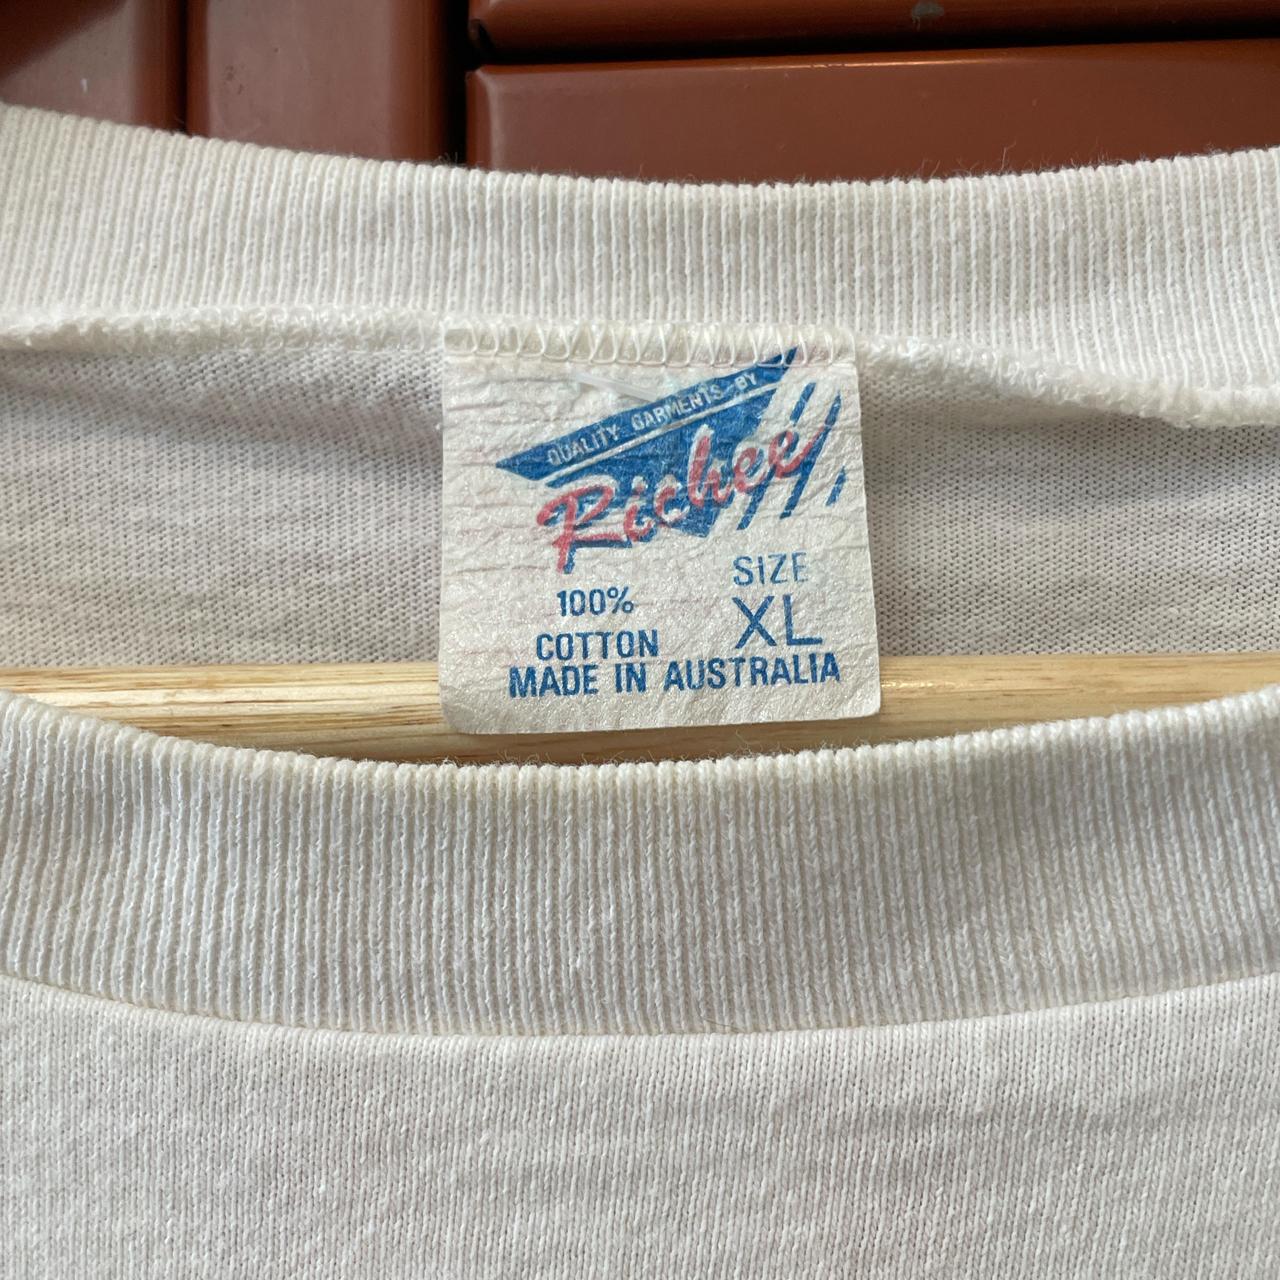 QUALITY GARMENTS BY
Richee
SIZE
100% XL
COTTON
MADE IN AUSTRALIA